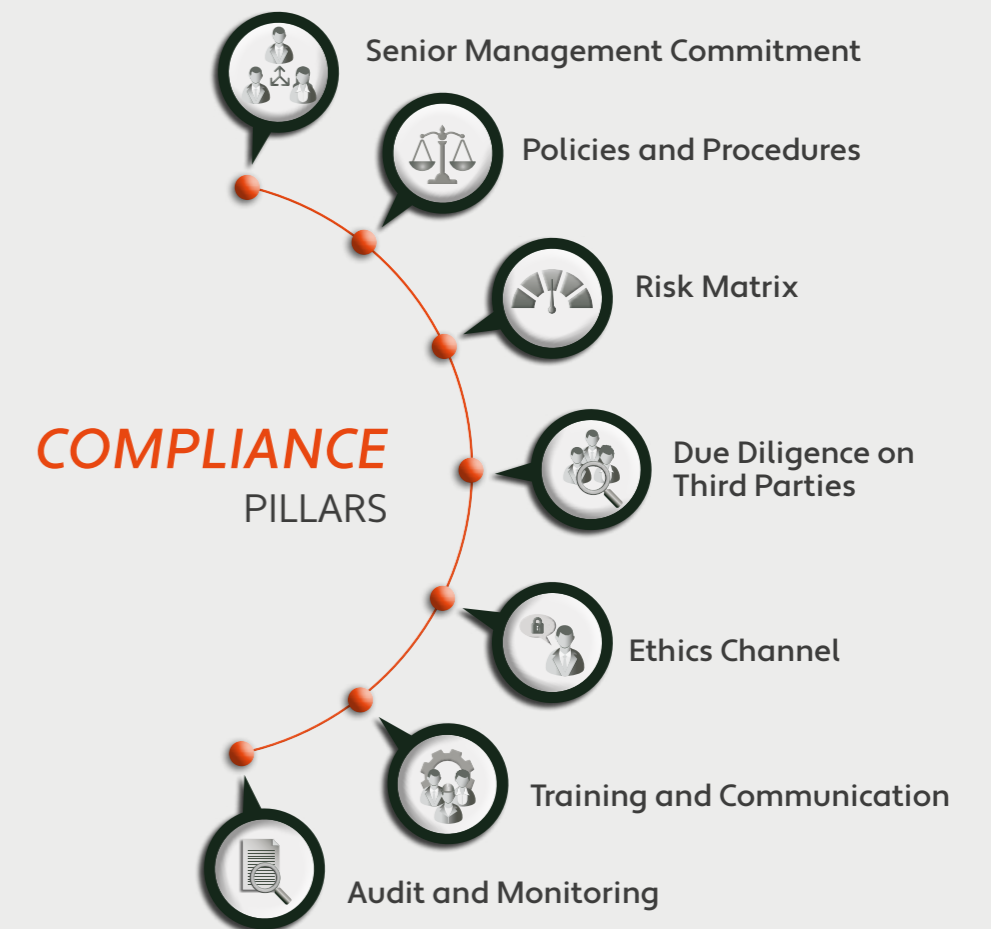 Senior Management Commitment
Policies and Procedures
Risk Matrix
COMPLIANCE
PILLARS
Due Diligence on
Third Parties
Ethics Channel
Training and Communication
Audit and Monitoring